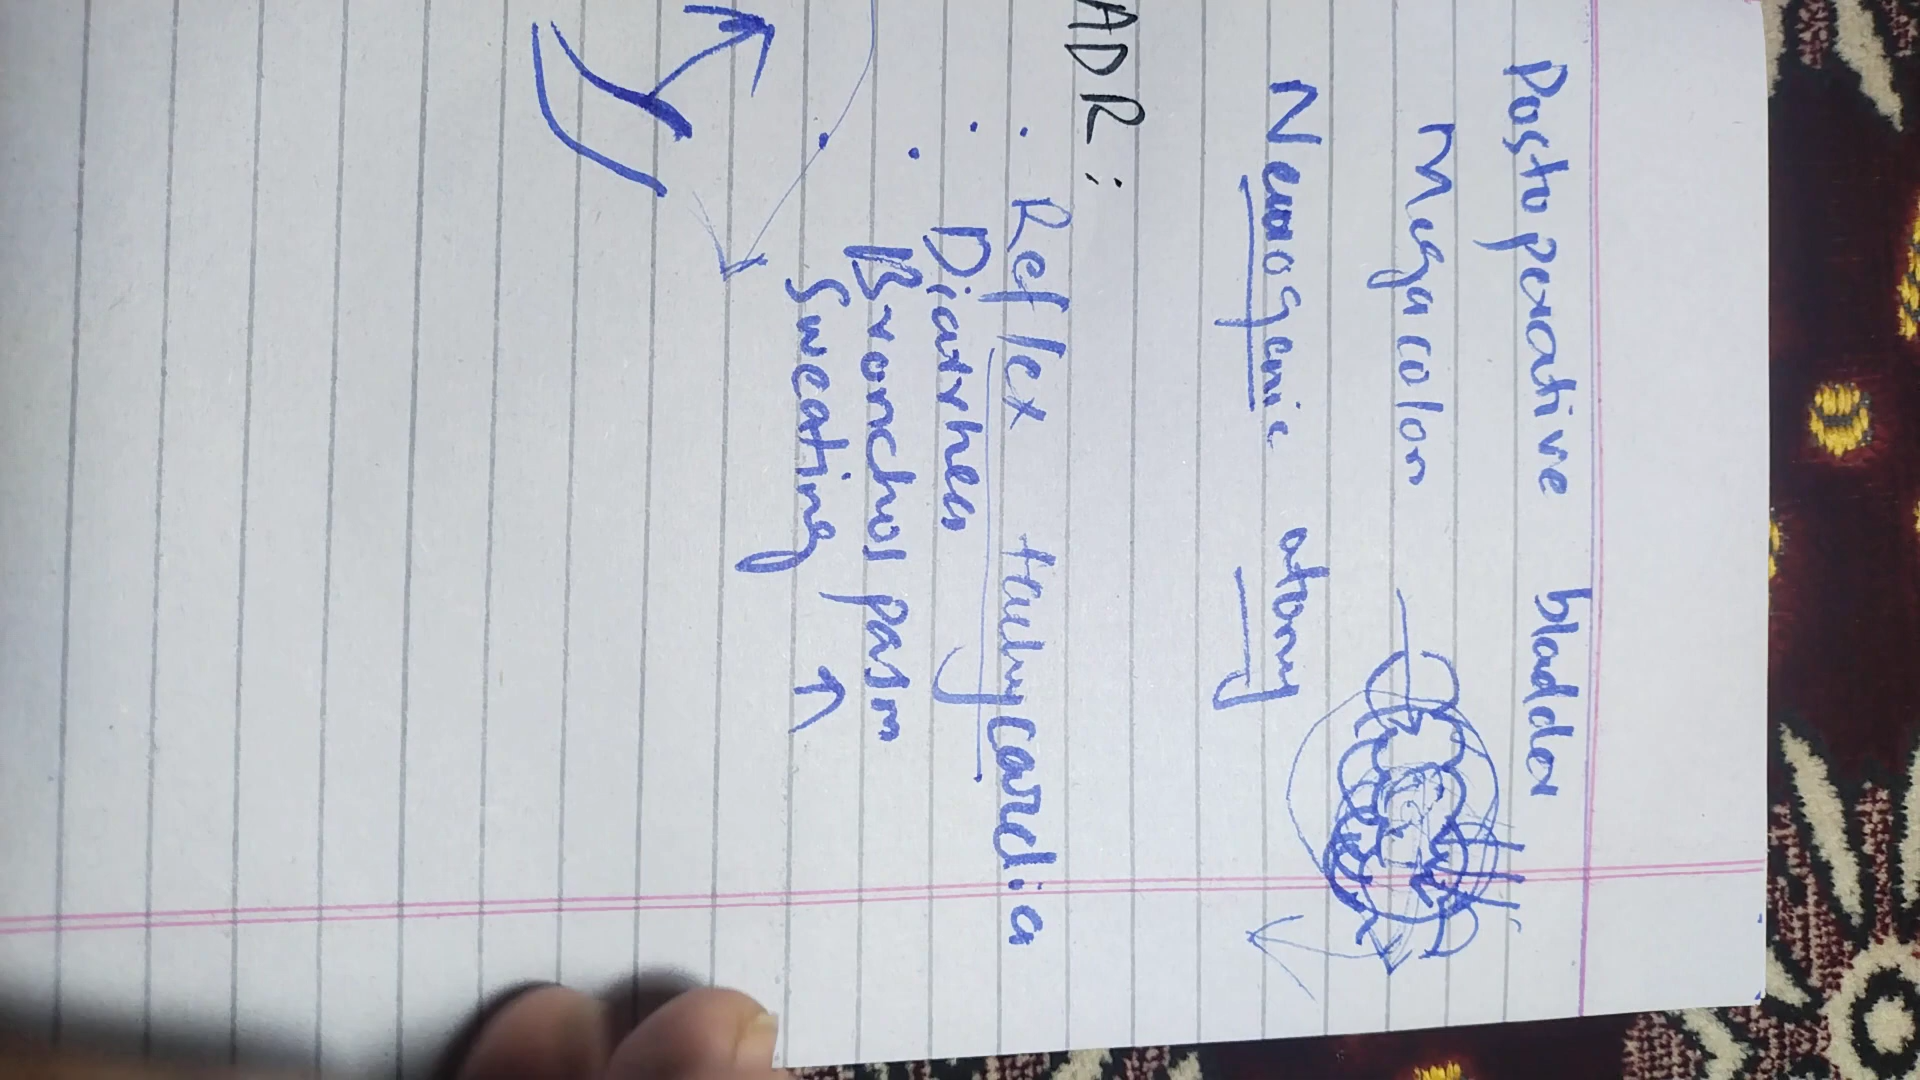 Postoperative bladder
Megacolon
Neurogenic atony
ADR:
. Reflex tachycardia
. Diarrhea
. Bronchospasm
. Sweating ↑